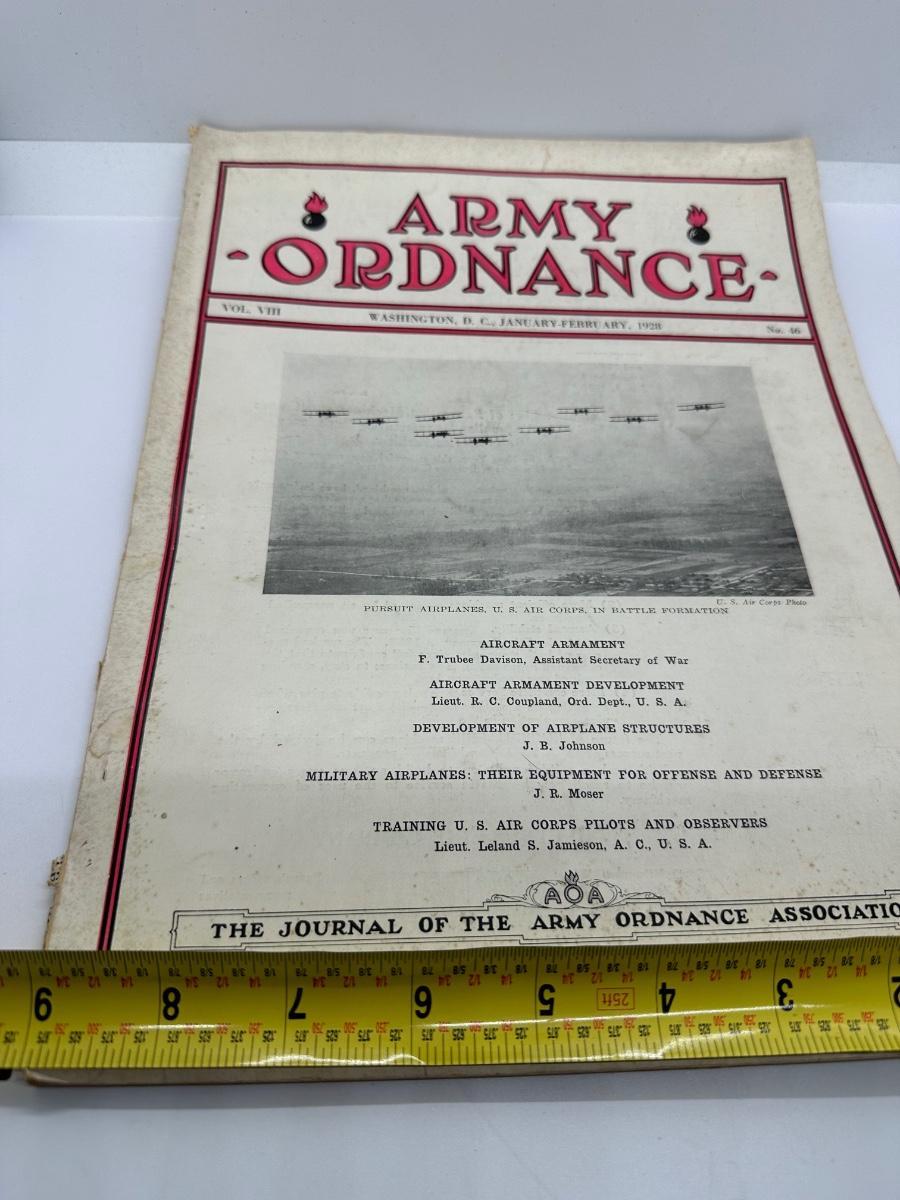 ARMY
-ORDNANCE-
VOL. VIII WASHINGTON, D. C., JANUARY-FEBRUARY, 1928 No. 46
U. S. Air Corps Photo
PURSUIT AIRPLANES, U. S. AIR CORPS, IN BATTLE FORMATION
AIRCRAFT ARMAMENT
F. Trubee Davison, Assistant Secretary of War
AIRCRAFT ARMAMENT DEVELOPMENT
Lieut. R. C. Coupland, Ord. Dept., U. S. A.
DEVELOPMENT OF AIRPLANE STRUCTURES
J. B. Johnson
MILITARY AIRPLANES: THEIR EQUIPMENT FOR OFFENSE AND DEFENSE
J. R. Moser
TRAINING U. S. AIR CORPS PILOTS AND OBSERVERS
Lieut. Leland S. Jamieson, A. C., U. S. A.
AOA
THE JOURNAL OF THE ARMY ORDNANCE ASSOCIATIO
9 8 7 6 5 25ft 4 3 2